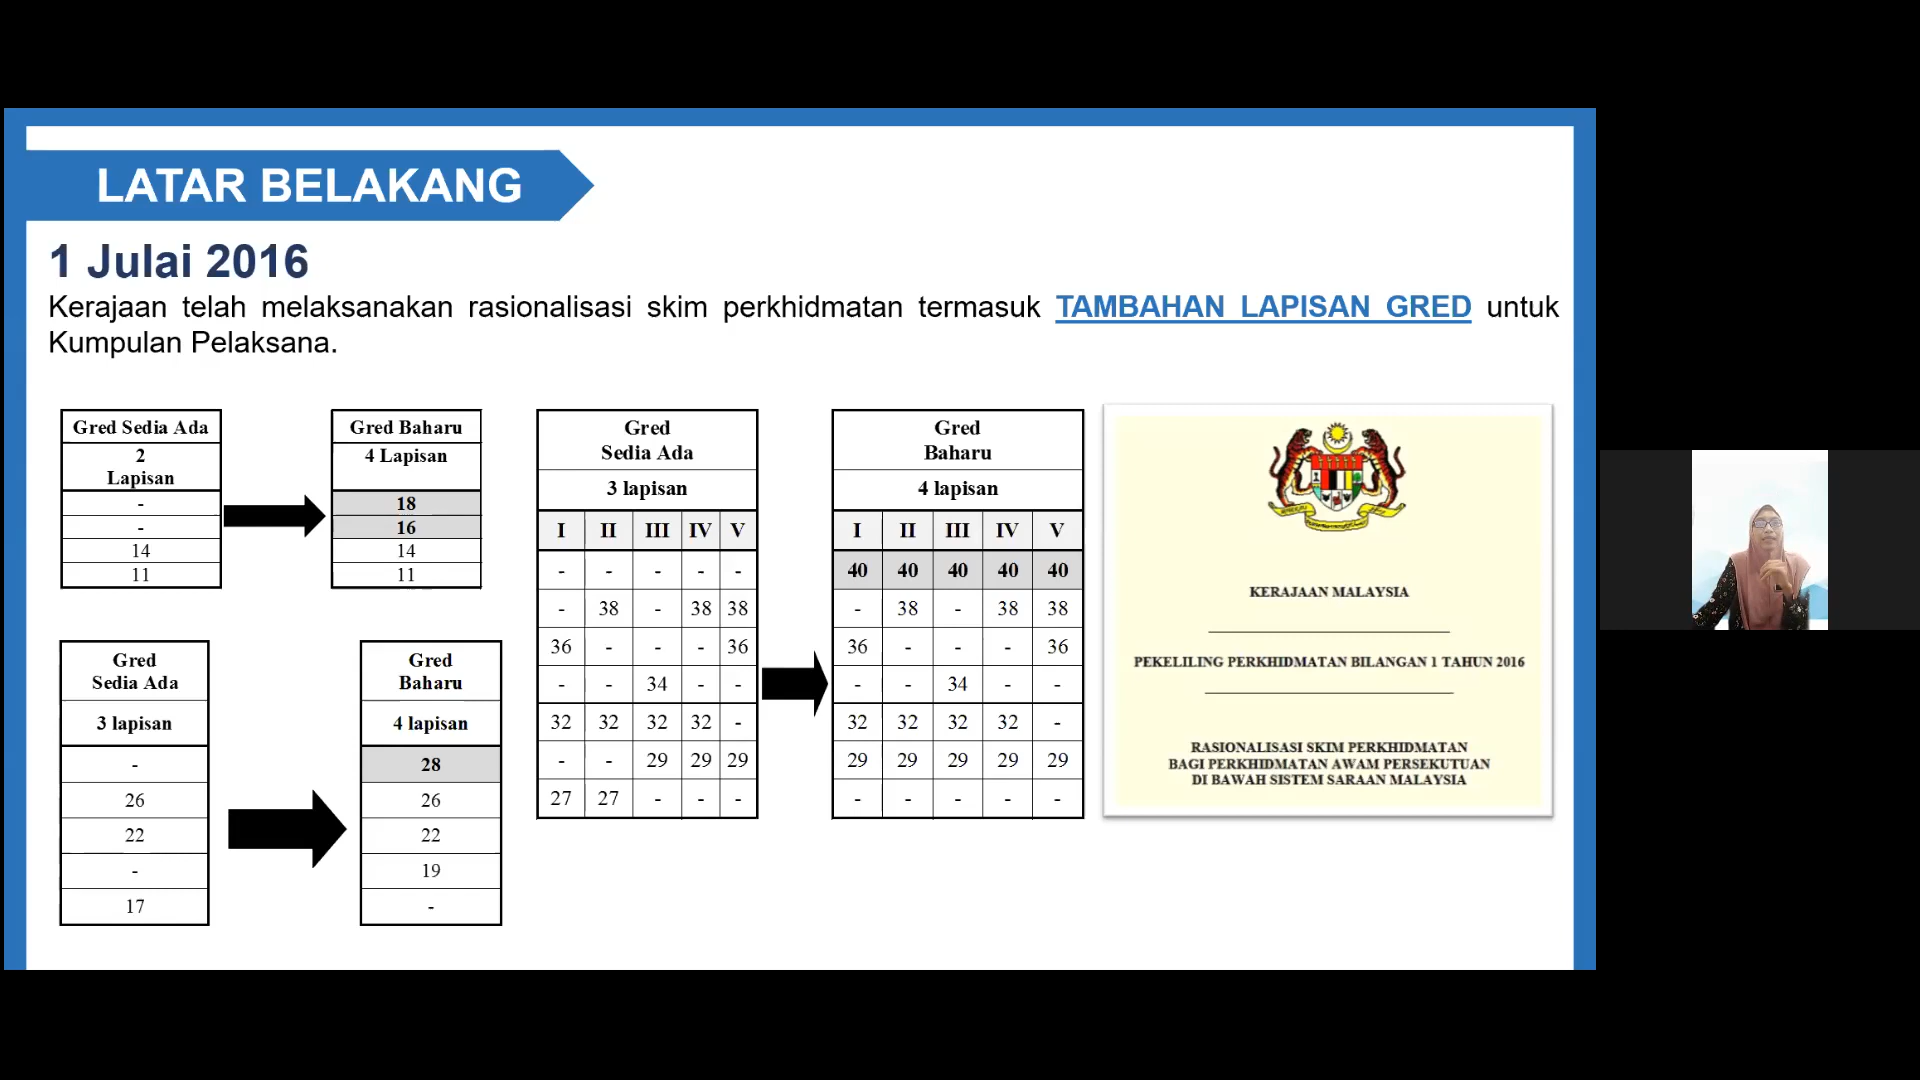 LATAR BELAKANG
1 Julai 2016
Kerajaan telah melaksanakan rasionalisasi skim perkhidmatan termasuk TAMBAHAN LAPISAN GRED untuk
Kumpulan Pelaksana.
Gred Sedia Ada
2
Lapisan
-
-
14
11
Gred Baharu
4 Lapisan
18
16
14
11
Gred
Sedia Ada
3 lapisan
-
26
22
-
17
Gred
Baharu
4 lapisan
28
26
22
19
-
Gred
Sedia Ada
3 lapisan
I II III IV V
- - - - -
- 38 - 38 38
36 - - - 36
- - 34 - -
32 32 32 32 -
- - 29 29 29
27 27 - - -
Gred
Baharu
4 lapisan
I II III IV V
40 40 40 40 40
- 38 - 38 38
36 - - - 36
- - 34 - -
32 32 32 32 -
29 29 29 29 29
- - - - -
KERAJAAN MALAYSIA
PEKELILING PERKHIDMATAN BILANGAN 1 TAHUN 2016
RASIONALISASI SKIM PERKHIDMATAN
BAGI PERKHIDMATAN AWAM PERSEKUTUAN
DI BAWAH SISTEM SARAAN MALAYSIA